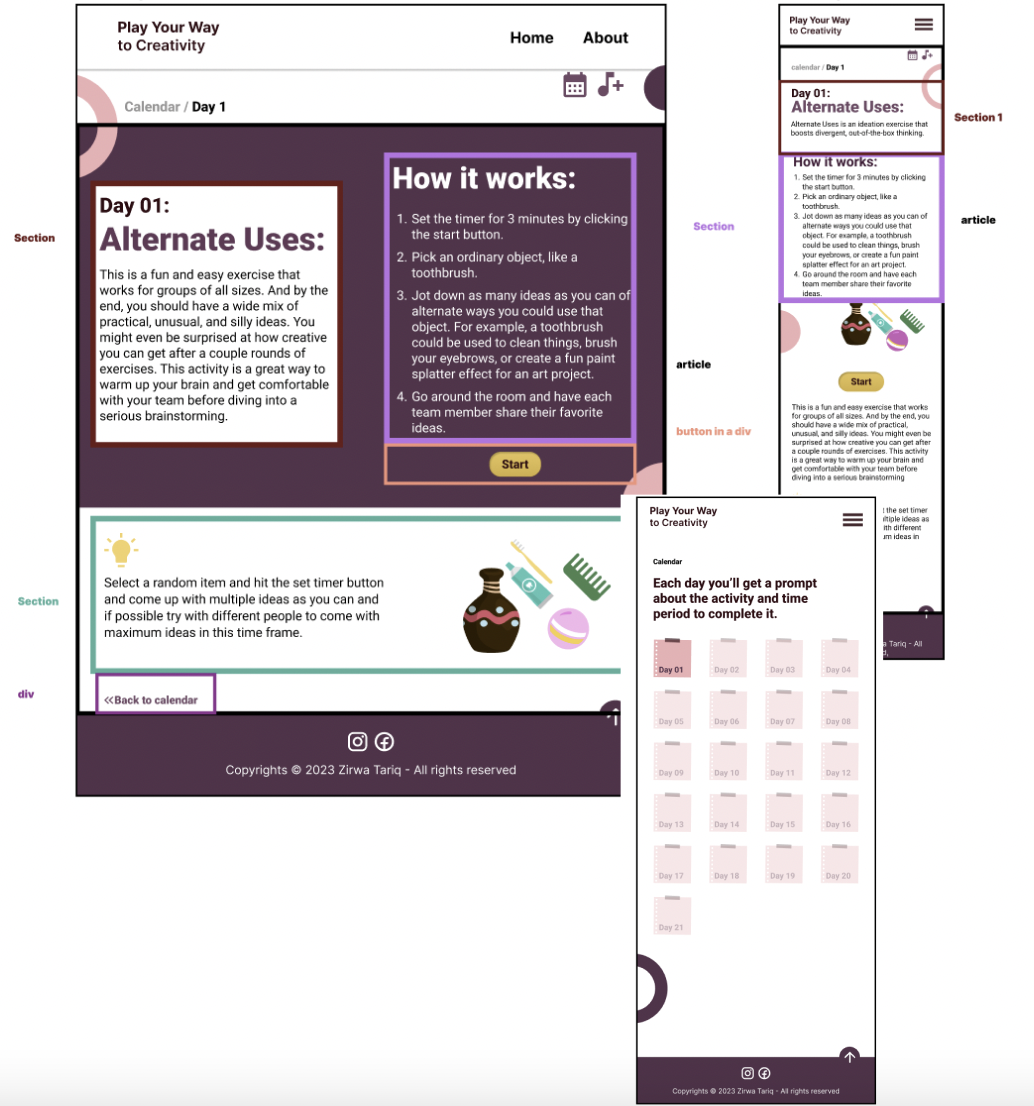 Play Your Way
to Creativity
Home
About
Calendar / Day 1
Section
Day 01:
Alternate Uses:
This is a fun and easy exercise that
works for groups of all sizes. And by the
end, you should have a wide mix of
practical, unusual, and silly ideas. You
might even be surprised at how creative
you can get after a couple rounds of
exercises. This activity is a great way to
warm up your brain and get comfortable
with your team before diving into a
serious brainstorming.
How it works:
1. Set the timer for 3 minutes by clicking
the start button.
2. Pick an ordinary object, like a
toothbrush.
3. Jot down as many ideas as you can of
alternate ways you could use that
object. For example, a toothbrush
could be used to clean things, brush
your eyebrows, or create a fun paint
splatter effect for an art project.
4. Go around the room and have each
team member share their favorite
ideas.
Section
article
button in a div
Start
Section
Select a random item and hit the set timer button
and come up with multiple ideas as you can and
if possible try with different people to come with
maximum ideas in this time frame.
div
«Back to calendar
Copyrights © 2023 Zirwa Tariq - All rights reserved
Play Your Way
to Creativity
calendar / Day 1
Section 1
Day 01:
Alternate Uses:
Alternate Uses is an ideation exercise that
boosts divergent, out-of-the-box thinking.
article
How it works:
1. Set the timer for 3 minutes by clicking
the start button.
2. Pick an ordinary object, like a
toothbrush.
3. Jot down as many ideas as you can of
alternate ways you could use that
object. For example, a toothbrush
could be used to clean things, brush
your eyebrows, or create a fun paint
splatter effect for an art project.
4. Go around the room and have each
team member share their favorite
ideas.
Start
This is a fun and easy exercise that works
for groups of all sizes. And by the end, you
should have a wide mix of practical,
unusual, and silly ideas. You might even be
surprised at how creative you can get after
a couple rounds of exercises. This activity
is a great way to warm up your brain and
get comfortable with your team before
diving into a serious brainstorming
the set timer
ltiple ideas as
ith different
ideas in
Tariq - All
Play Your Way
to Creativity
Calendar
Each day you'll get a prompt
about the activity and time
period to complete it.
Day 01
Day 02
Day 03
Day 04
Day 05
Day 06
Day 07
Day 08
Day 09
Day 10
Day 11
Day 12
Day 13
Day 14
Day 15
Day 16
Day 17
Day 18
Day 19
Day 20
Day 21
Copyrights © 2023 Zirwa Tariq - All rights reserved